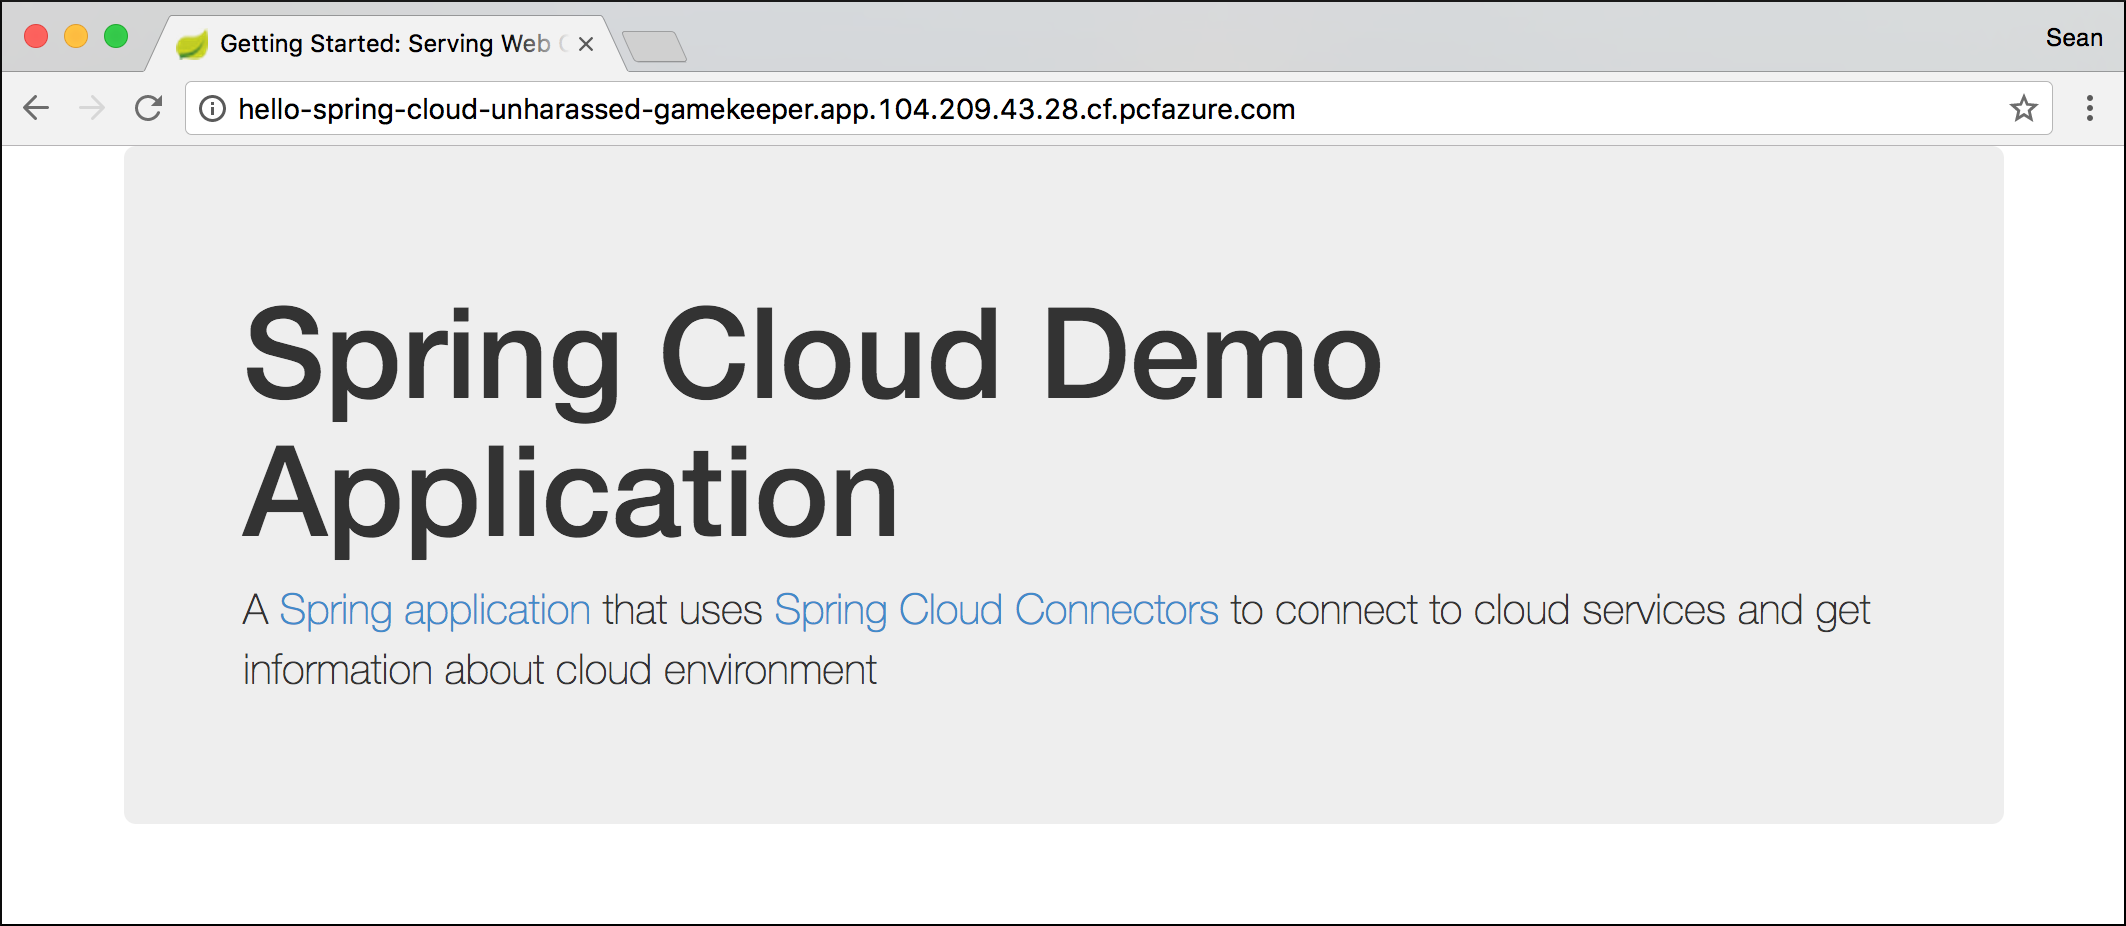 Getting Started: Serving Web
Sean
hello-spring-cloud-unharassed-gamekeeper.app.104.209.43.28.cf.pcfazure.com
Spring Cloud Demo
Application
A Spring application that uses Spring Cloud Connectors to connect to cloud services and get
information about cloud environment